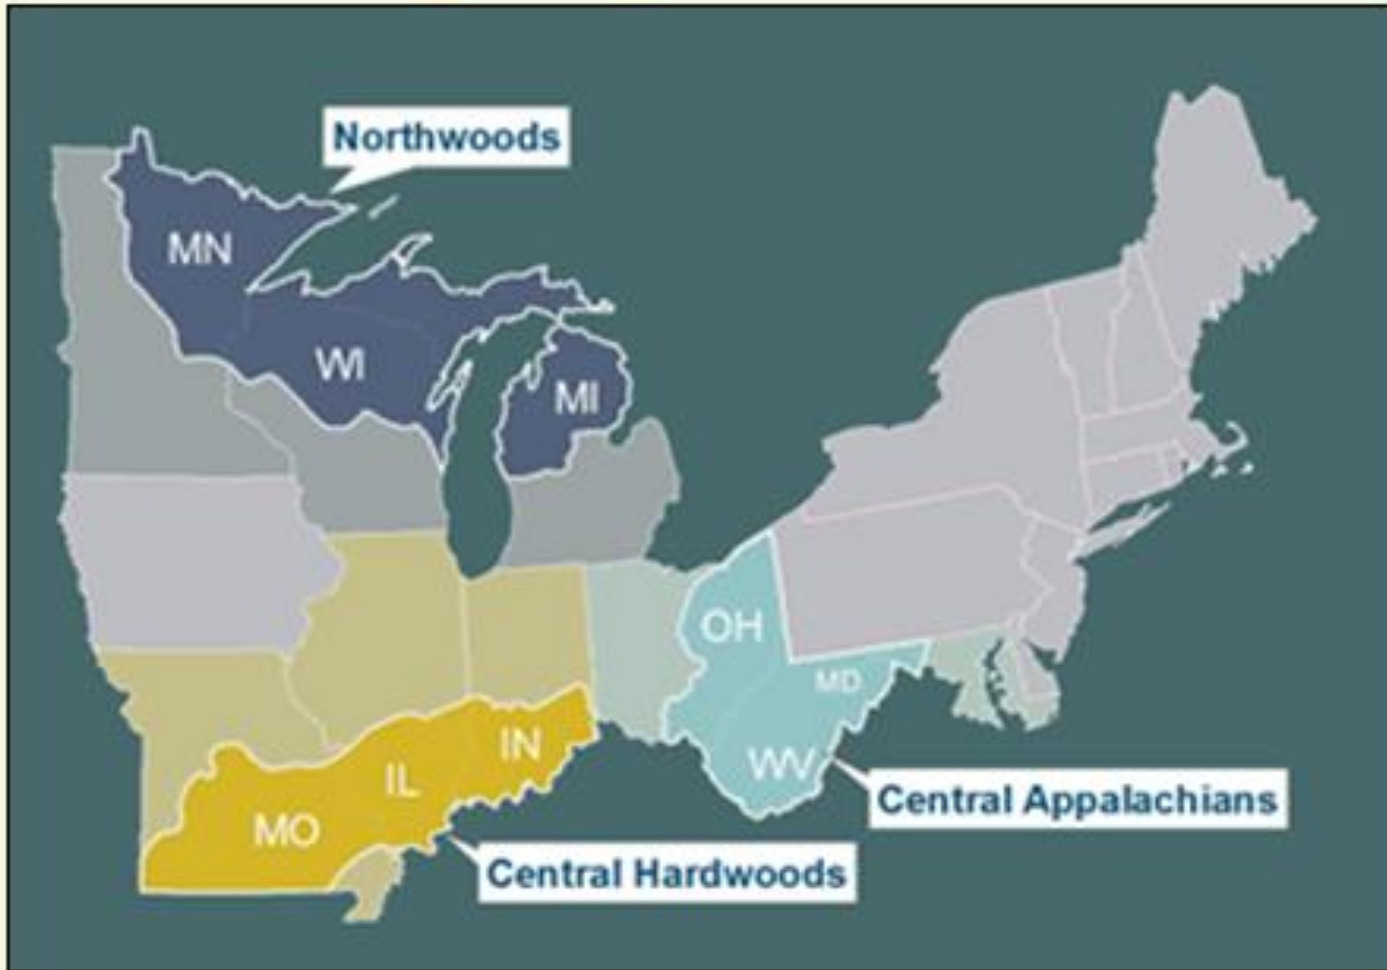 Northwoods
MN
WI
MI
OH
MD
WV
IN
IL
MO
Central Appalachians
Central Hardwoods